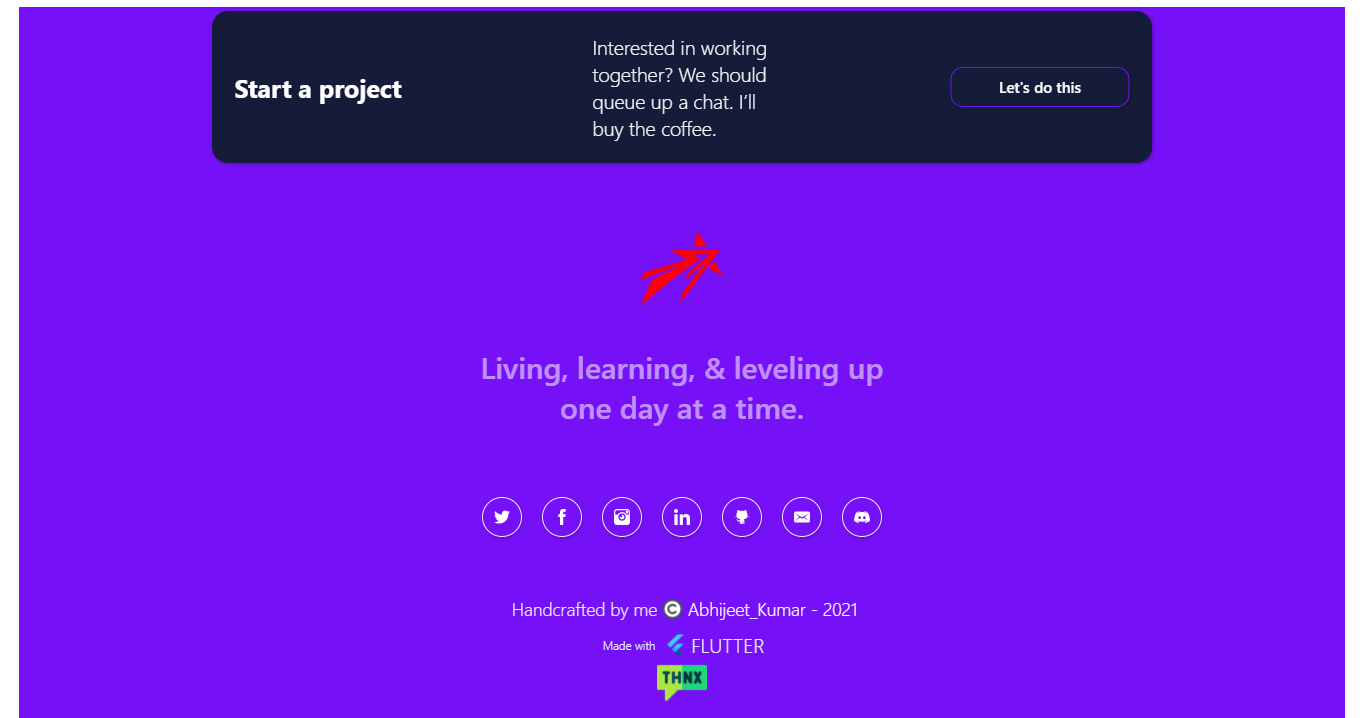 Start a project
Interested in working
together? We should
queue up a chat. I’ll
buy the coffee.
Let's do this
Living, learning, & leveling up
one day at a time.
Handcrafted by me © Abhijeet_Kumar - 2021
Made with FLUTTER
THNX